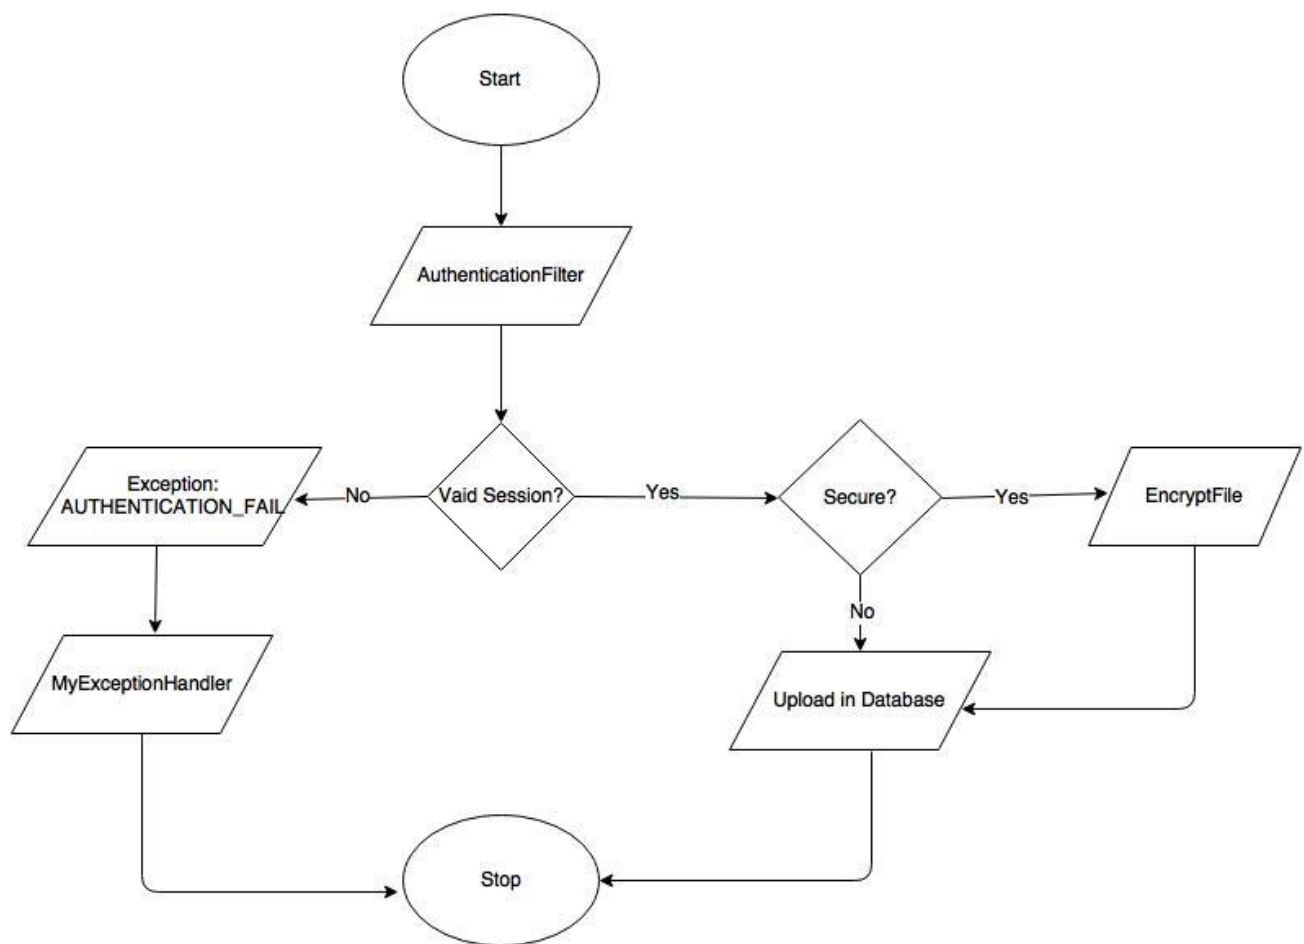 Start
AuthenticationFilter
Exception:
AUTHENTICATION_FAIL
No
Vaid Session?
Yes
Secure?
Yes
EncryptFile
No
MyExceptionHandler
Upload in Database
Stop